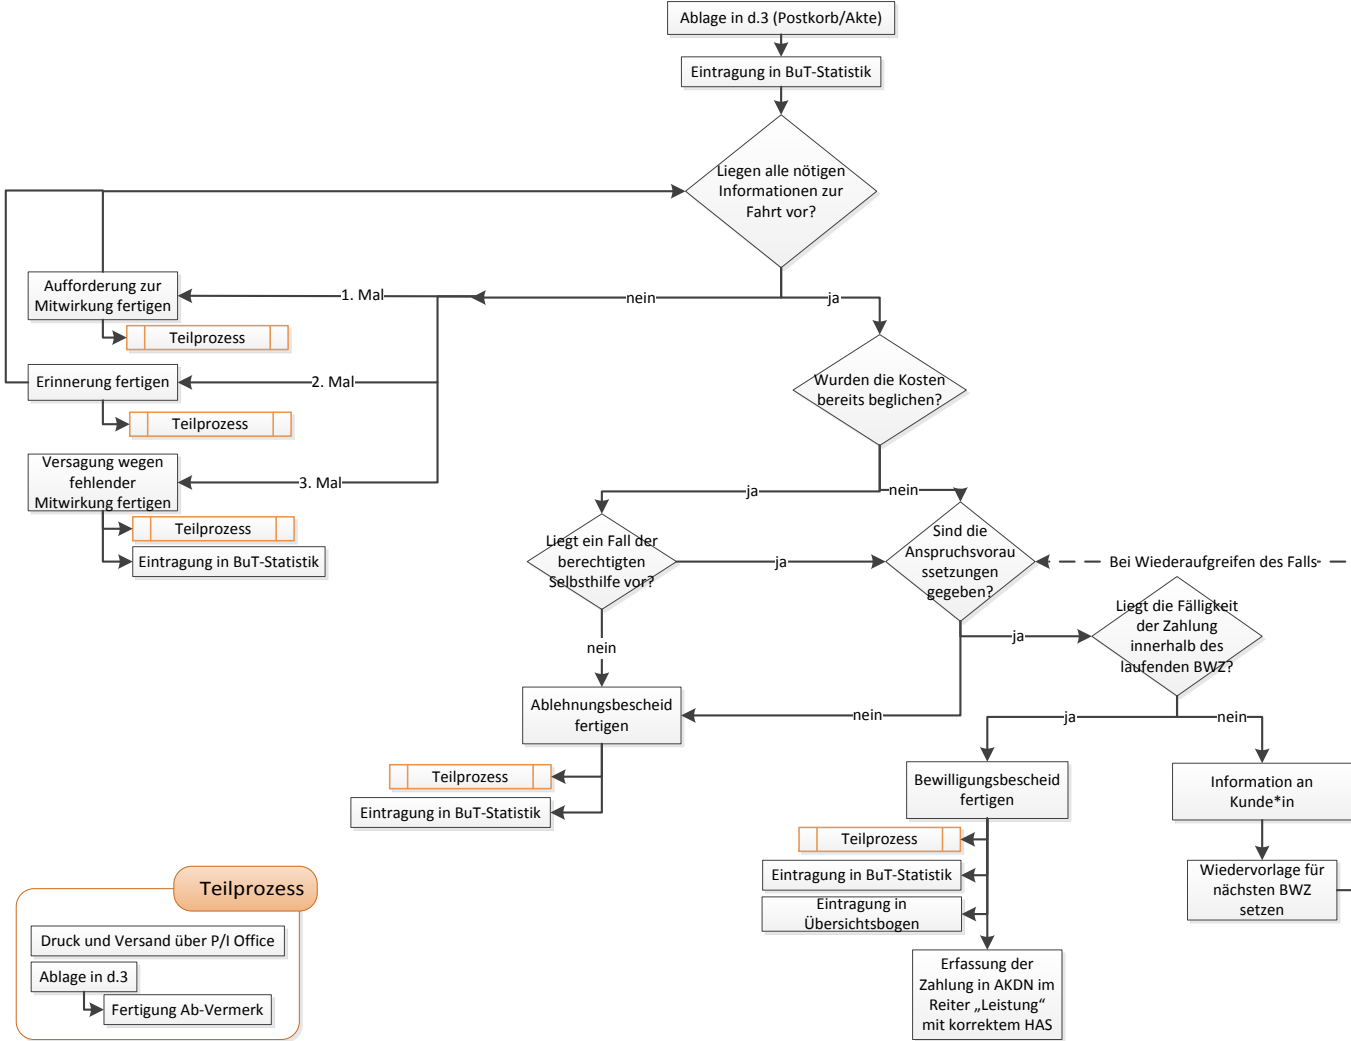 Ablage in d.3 (Postkorb/Akte)
Eintragung in BuT-Statistik
Liegen alle nötigen
Informationen zur
Fahrt vor?
Aufforderung zur
Mitwirkung fertigen
1. Mal
nein
ja
Teilprozess
Erinnerung fertigen
2. Mal
Wurden die Kosten
bereits beglichen?
Teilprozess
Versagung wegen
fehlender
Mitwirkung fertigen
3. Mal
ja
nein
Teilprozess
Eintragung in BuT-Statistik
Liegt ein Fall der
berechtigten
Selbsthilfe vor?
ja
Sind die
Anspruchsvorau
ssetzungen
gegeben?
Bei Wiederaufgreifen des Falls
Liegt die Fälligkeit
der Zahlung
innerhalb des
laufenden BWZ?
ja
nein
Ablehnungsbescheid
fertigen
nein
ja
nein
Teilprozess
Eintragung in BuT-Statistik
Bewilligungsbescheid
fertigen
Information an
Kunde*in
Teilprozess
Eintragung in BuT-Statistik
Eintragung in
Übersichtsbogen
Wiedervorlage für
nächsten BWZ
setzen
Erfassung der
Zahlung in AKDN im
Reiter „Leistung“
mit korrektem HAS
Teilprozess
Druck und Versand über P/I Office
Ablage in d.3
Fertigung Ab-Vermerk